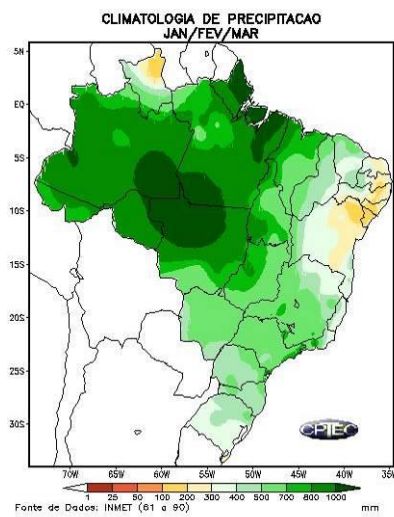 CLIMATOLOGIA DE PRECIPITACAO
JAN/FEV/MAR
5N
EQ
5S
10S
15S
20S
25S
30S
70W 65W 60W 55W 50W 45W 40W 35W
CPTEC
1 25 50 100 200 300 400 500 700 800 1000
Fonte de Dados: INMET (61 a 90) mm